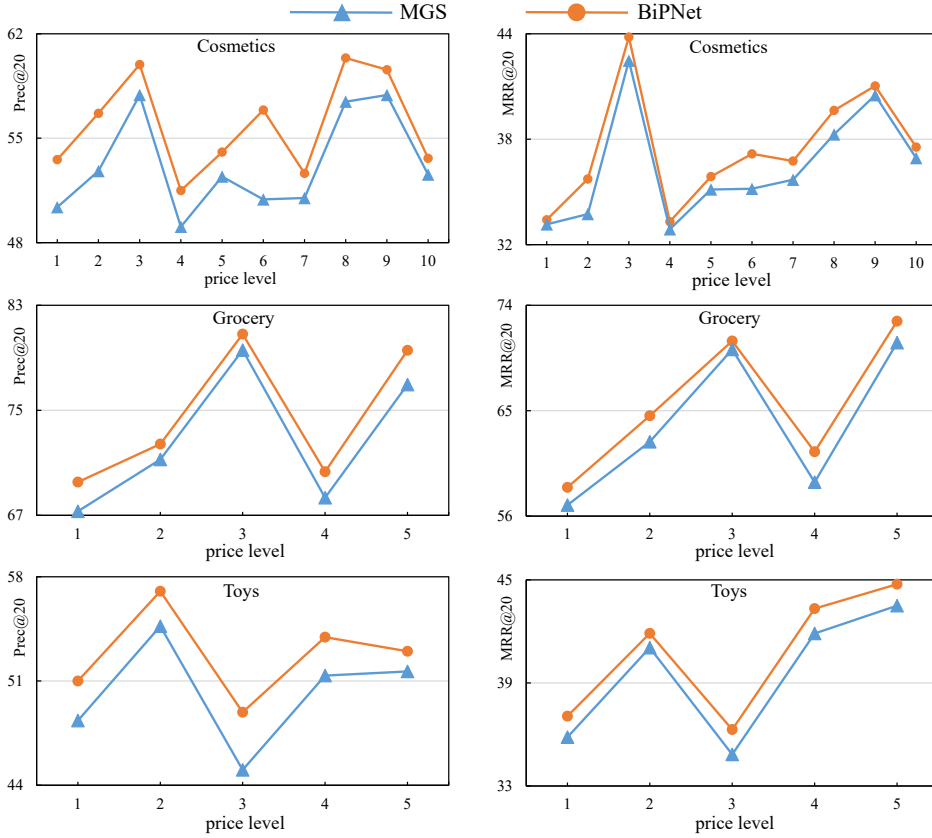 MGS BiPNet
62
55
48
Prec@20
Cosmetics
1 2 3 4 5 6 7 8 9 10
price level
44
38
32
MRR@20
Cosmetics
1 2 3 4 5 6 7 8 9 10
price level
83
75
67
Prec@20
Grocery
1 2 3 4 5
price level
74
65
56
MRR@20
Grocery
1 2 3 4 5
price level
58
51
44
Prec@20
Toys
1 2 3 4 5
price level
45
39
33
MRR@20
Toys
1 2 3 4 5
price level